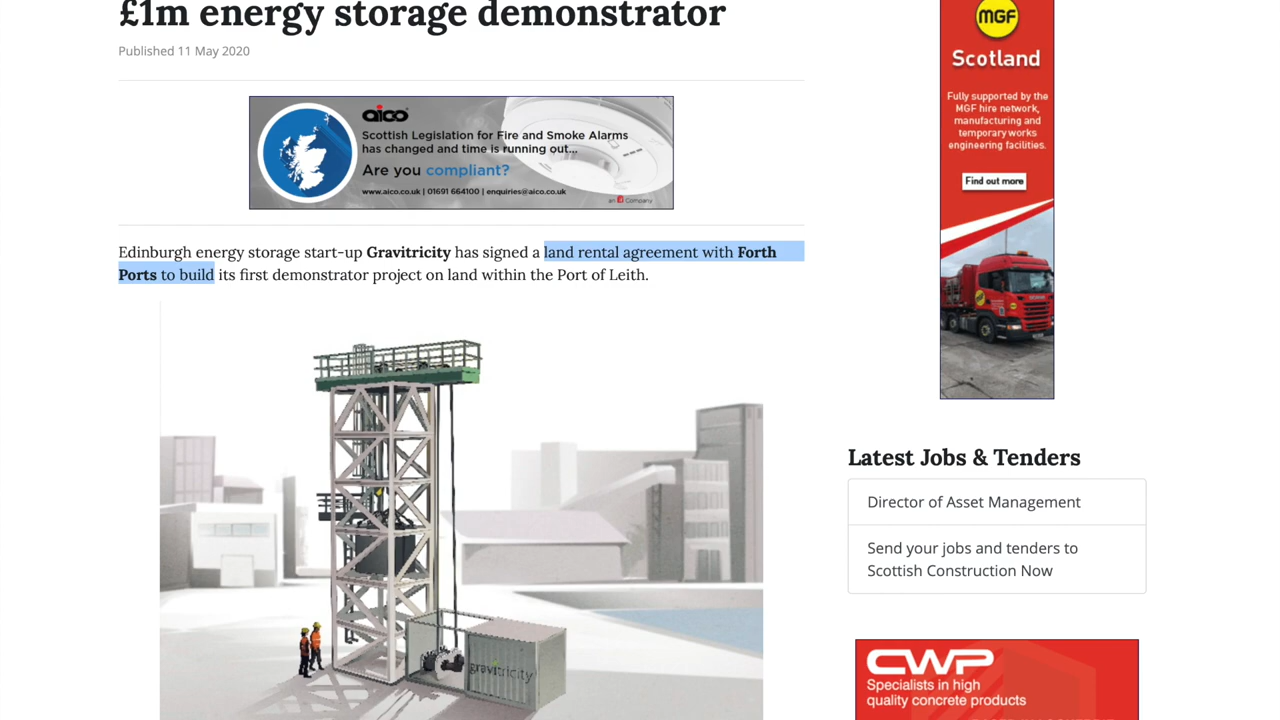 £1m energy storage demonstrator
Published 11 May 2020
aico
Scottish Legislation for Fire and Smoke Alarms
has changed and time is running out...
Are you compliant?
www.aico.co.uk | 01691 664100 | enquiries@aico.co.uk
an Ei Company
Edinburgh energy storage start-up Gravitricity has signed a land rental agreement with Forth
Ports to build its first demonstrator project on land within the Port of Leith.
gravitricity
MGF
Scotland
Fully supported by the
MGF hire network,
manufacturing and
temporary works
engineering facilities.
Find out more
Latest Jobs & Tenders
Director of Asset Management
Send your jobs and tenders to
Scottish Construction Now
CWP
Specialists in high
quality concrete products